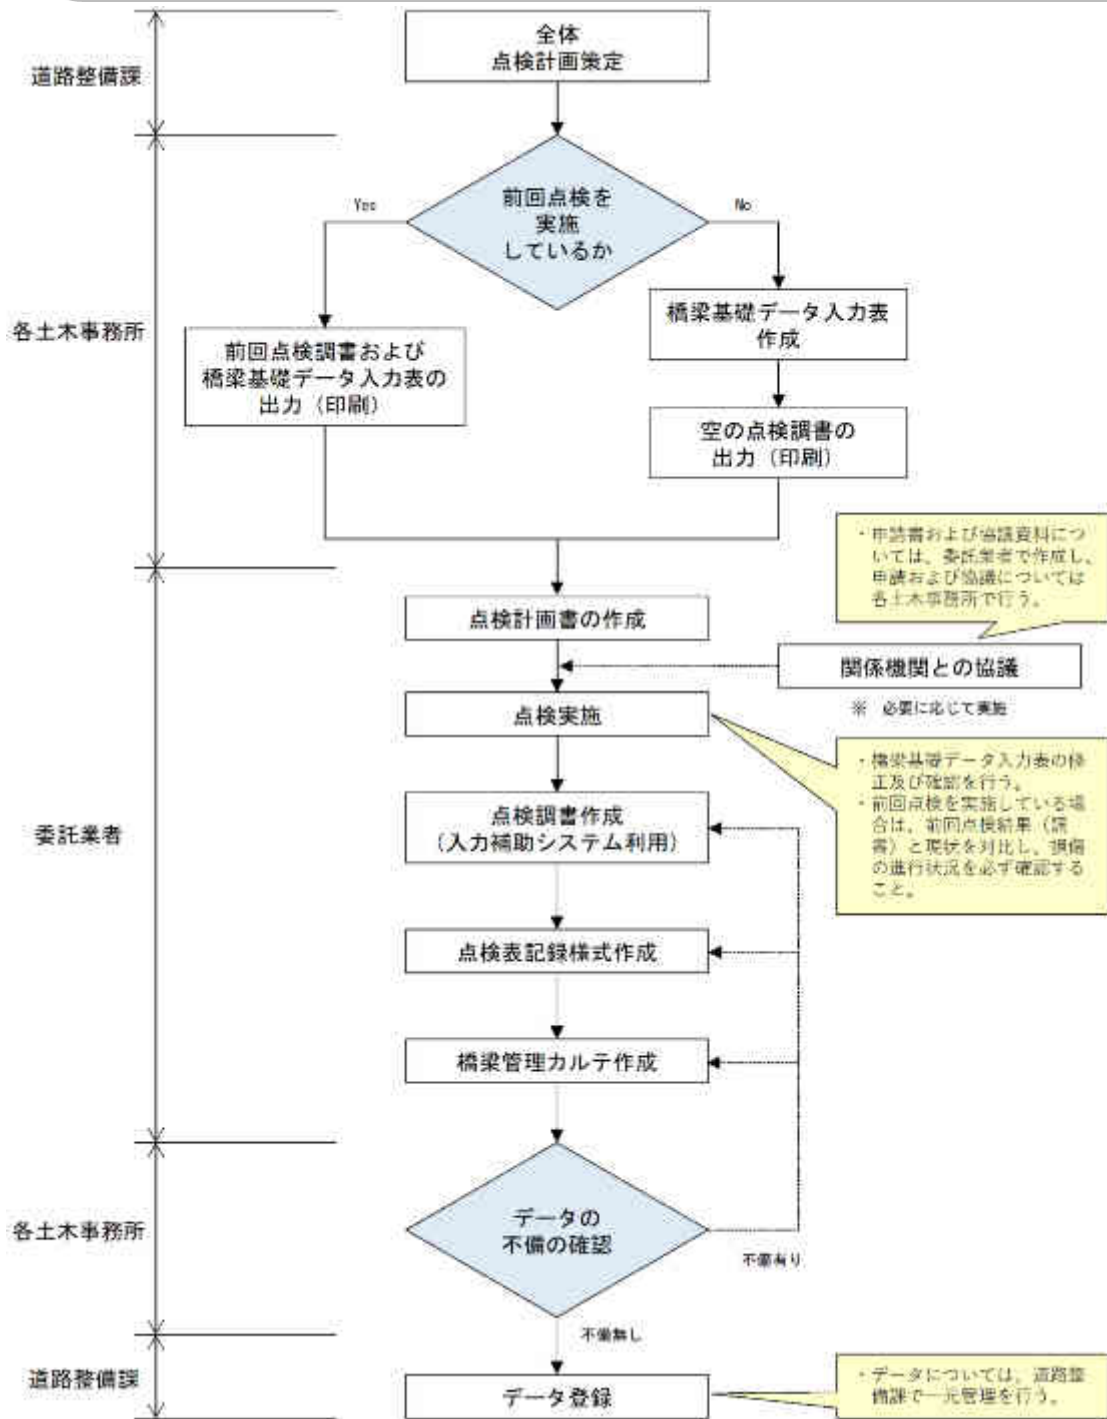 全体
点検計画策定
道路整備課
前回点検を
実施
しているか
Yes
No
各土木事務所
橋梁基礎データ入力表
作成
前回点検調書および
橋梁基礎データ入力表の
出力（印刷）
空の点検調書の
出力（印刷）
・申請書および協議資料につ
いては、委託業者で作成し、
申請および協議については
各土木事務所で行う。
点検計画書の作成
関係機関との協議
※　必要に応じて実施
点検実施
・橋梁基礎データ入力表の修
正及び確認を行う。
・前回点検を実施している場
合は、前回点検結果（調
書）と現状を対比し、損傷
の進行状況を必ず確認する
こと。
委託業者
点検調書作成
（入力補助システム利用）
点検表記録様式作成
橋梁管理カルテ作成
各土木事務所
データの
不備の確認
不備有り
不備無し
道路整備課
データ登録
・データについては、道路整
備課で一元管理を行う。